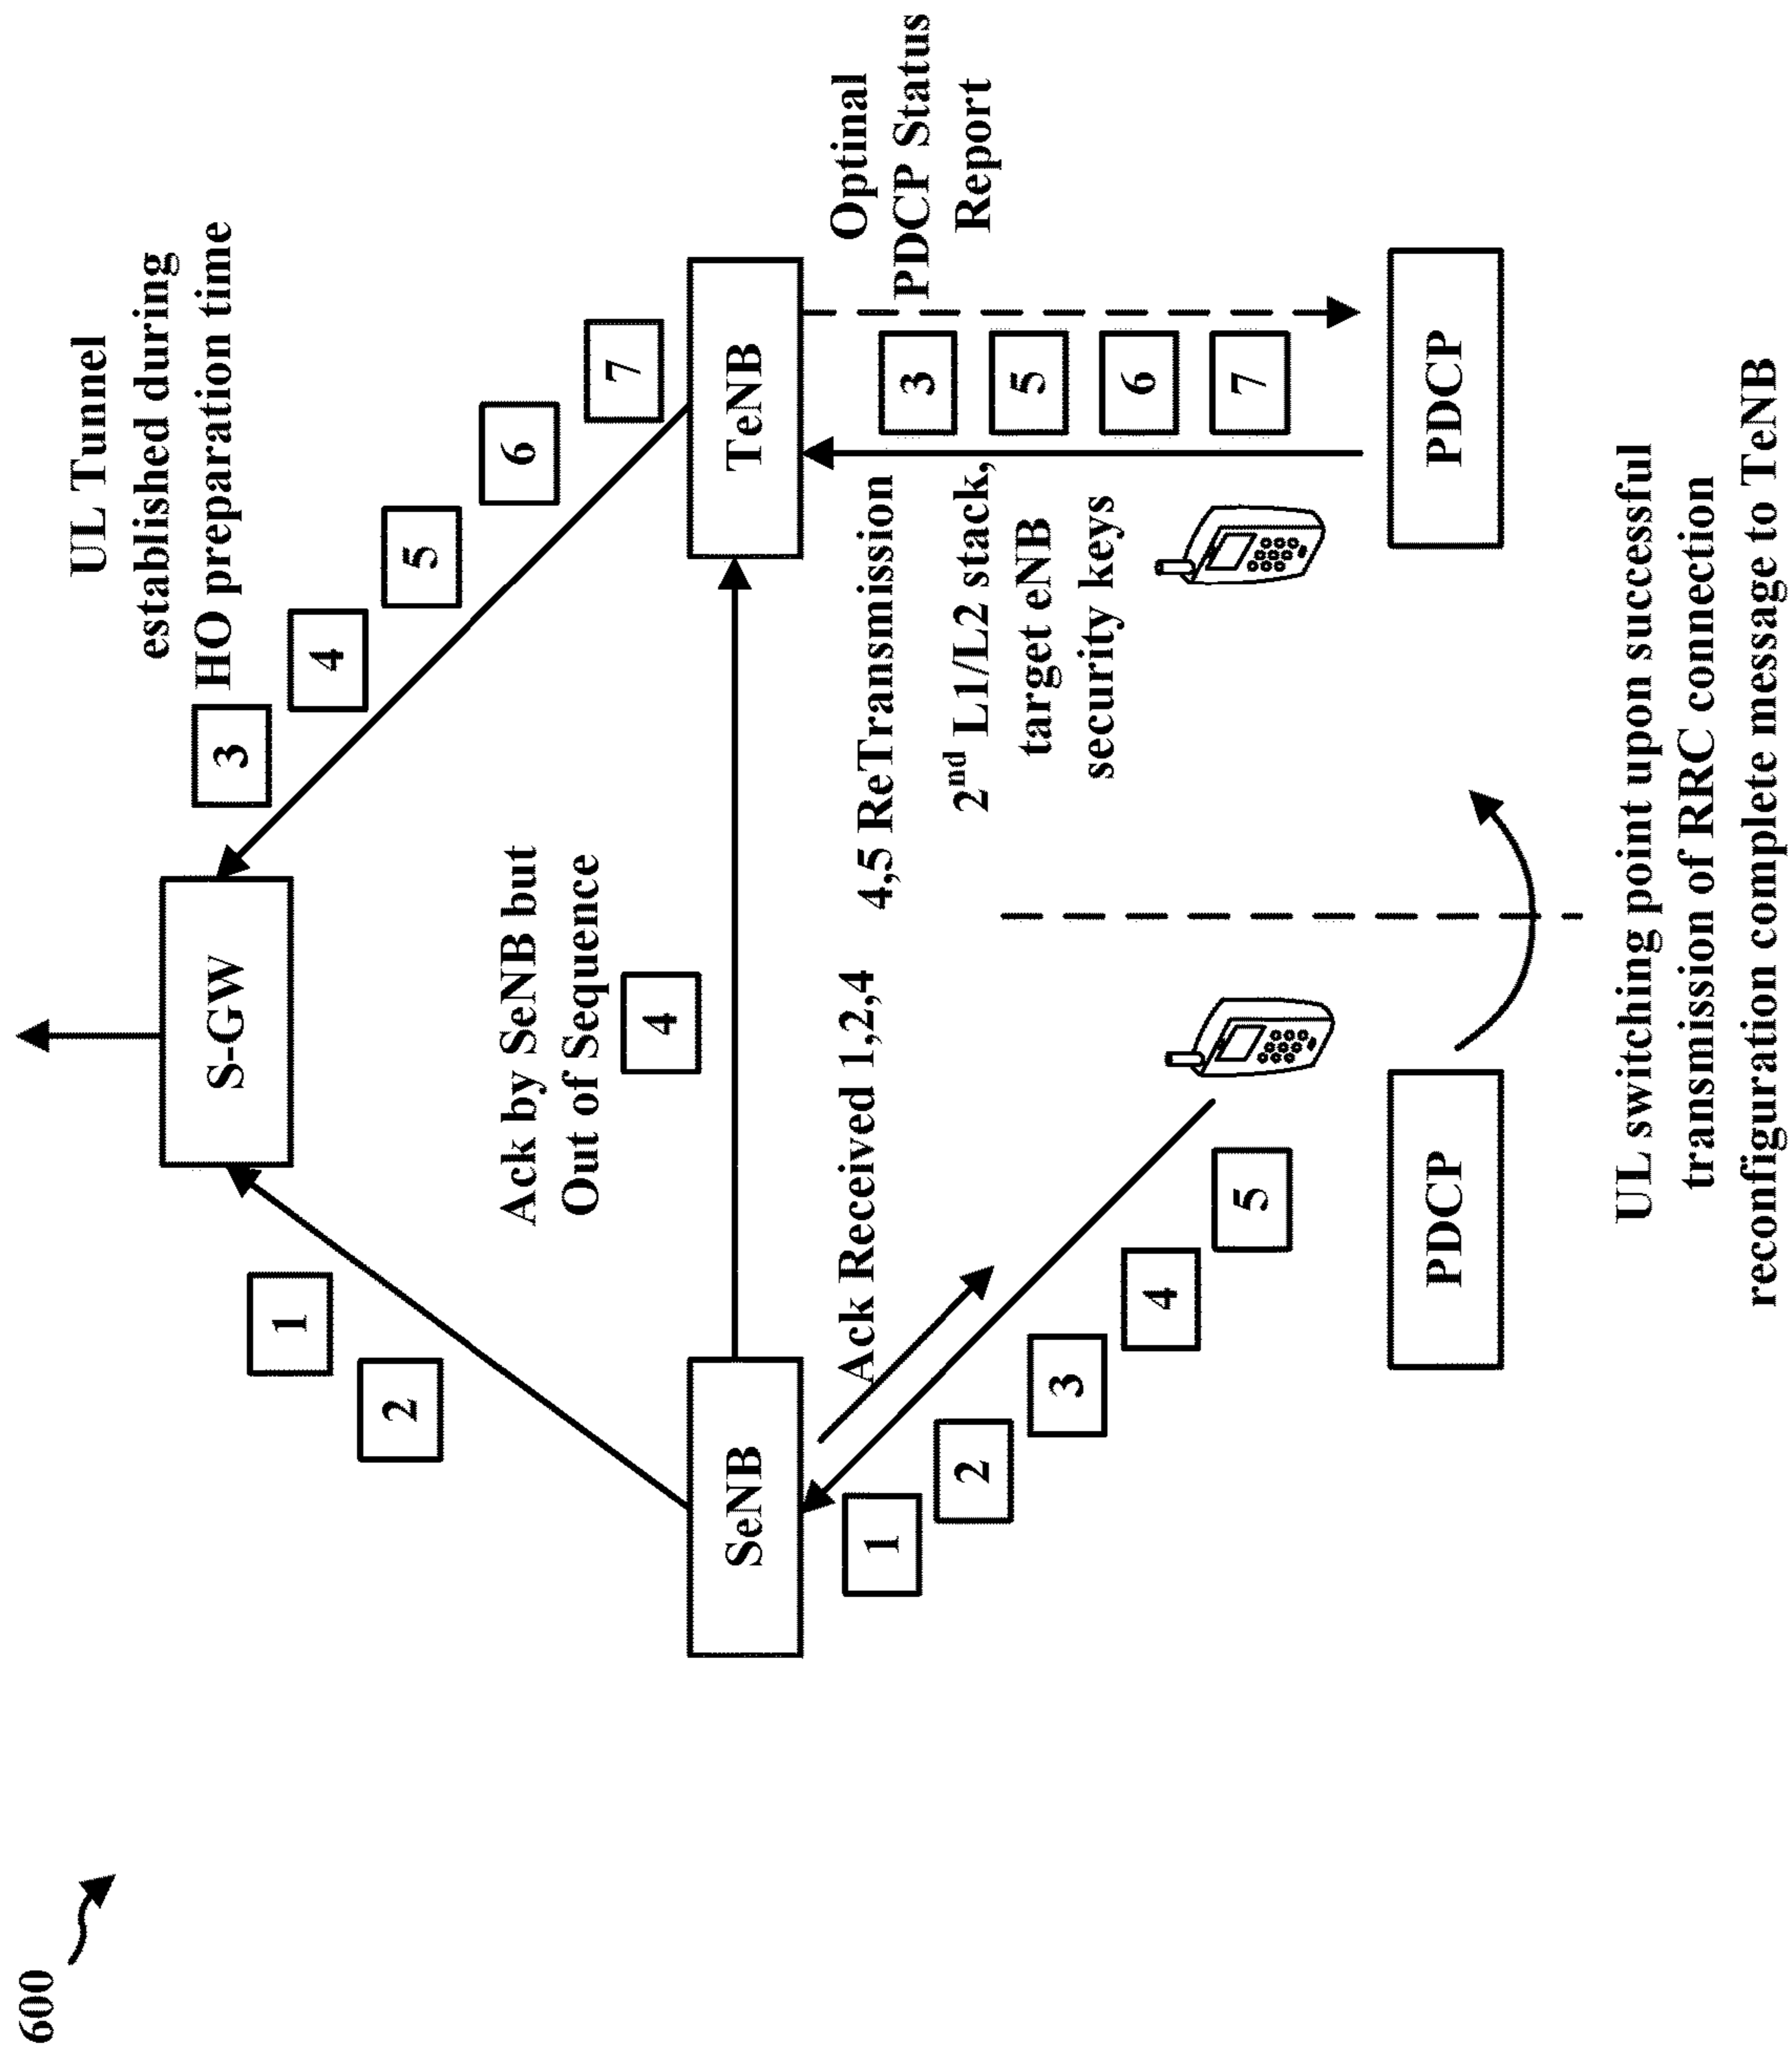 600
UL Tunnel
established during
HO preparation time
S-GW
1
2
3
4
5
6
7
Ack by SeNB but
Out of Sequence
4
SeNB
TeNB
Ack Received 1,2,4
4,5 ReTransmission
2nd L1/L2 stack,
target eNB
security keys
Optinal
PDCP Status
Report
1
2
3
4
5
3
5
6
7
PDCP
PDCP
UL switching point upon successful
transmission of RRC connection
reconfiguration complete message to TeNB